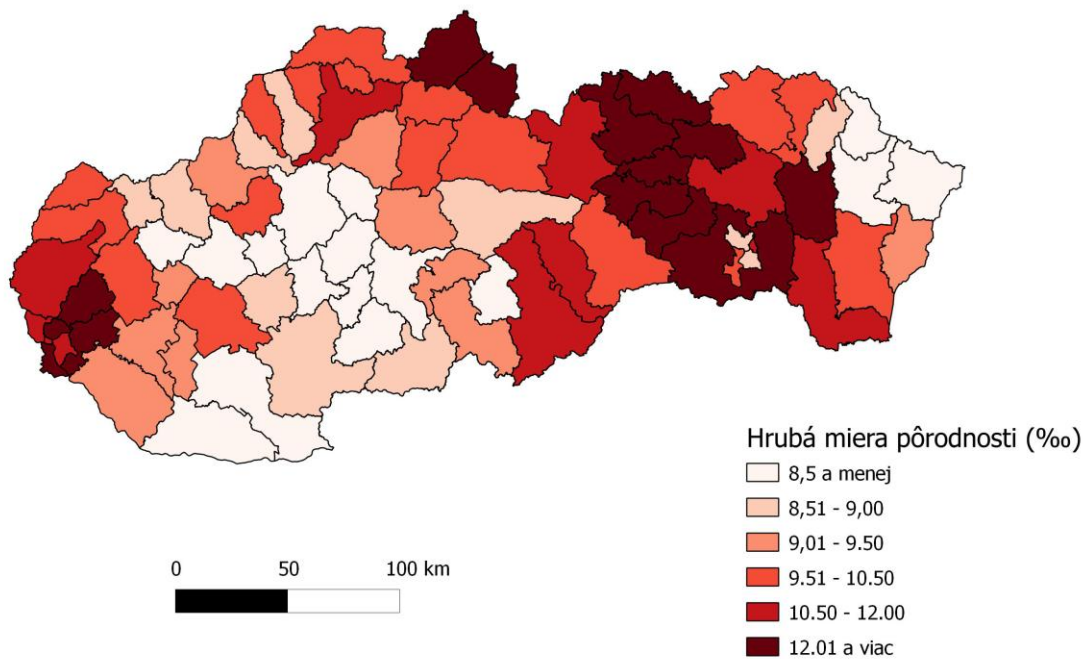 Hrubá miera pôrodnosti (‰)
8,5 a menej
8,51 - 9,00
9,01 - 9.50
9.51 - 10.50
10.50 - 12.00
12.01 a viac
0 50 100 km